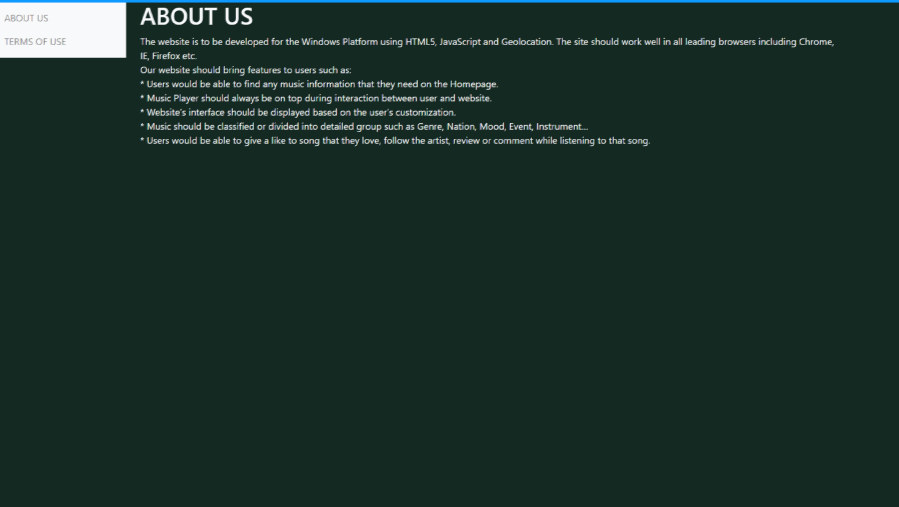 ABOUT US
TERMS OF USE
ABOUT US
The website is to be developed for the Windows Platform using HTML5, JavaScript and Geolocation. The site should work well in all leading browsers including Chrome,
IE, Firefox etc.
Our website should bring features to users such as:
* Users would be able to find any music information that they need on the Homepage.
* Music Player should always be on top during interaction between user and website.
* Website's interface should be displayed based on the user's customization.
* Music should be classified or divided into detailed group such as Genre, Nation, Mood, Event, Instrument...
* Users would be able to give a like to song that they love, follow the artist, review or comment while listening to that song.